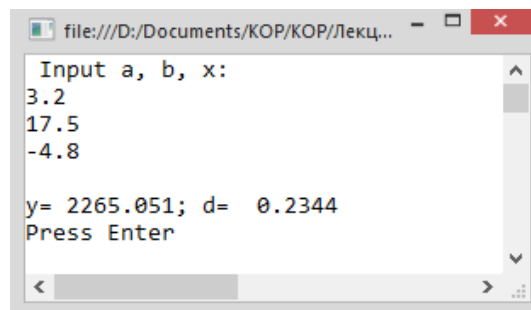 file:///D:/Documents/KOP/KOP/Лекц...
Input a, b, x:
3.2
17.5
-4.8
y= 2265.051; d=  0.2344
Press Enter